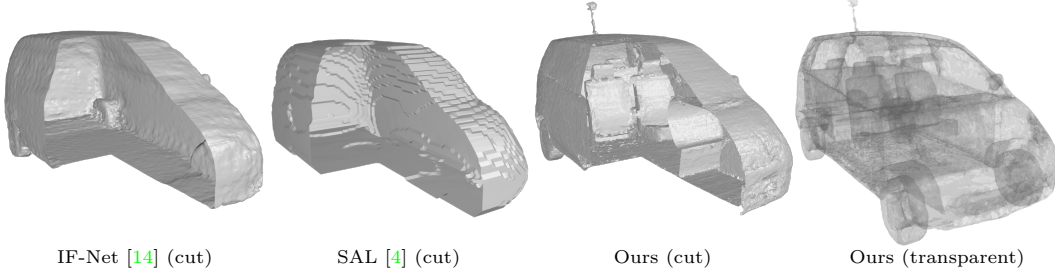 IF-Net [14] (cut)
SAL [4] (cut)
Ours (cut)
Ours (transparent)